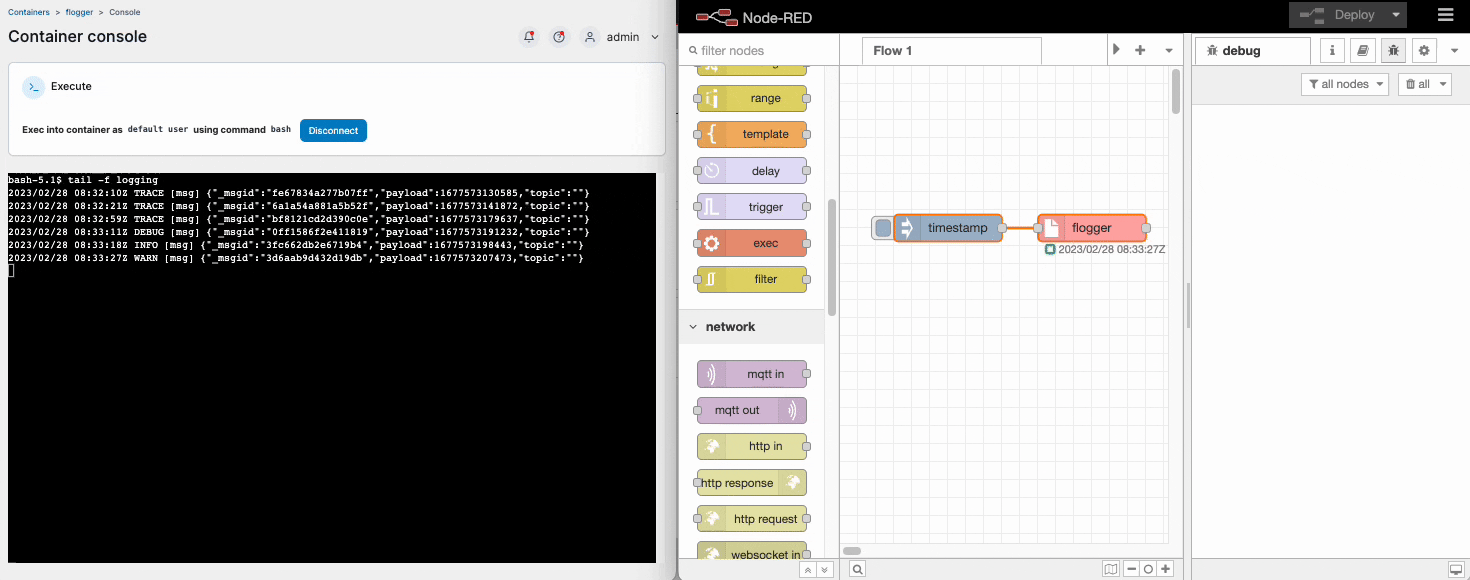 Containers > flogger > Console
Container console
admin
Execute
Exec into container as default user using command bash Disconnect
bash-5.1$ tail -f logging
2023/02/28 08:32:10Z TRACE [msg] {"_msgid":"fe67834a277b07ff","payload":1677573130585,"topic":""}
2023/02/28 08:32:21Z TRACE [msg] {"_msgid":"6a1a54a881a5b52f","payload":1677573141872,"topic":""}
2023/02/28 08:32:59Z TRACE [msg] {"_msgid":"bf8121cd2d390c0e","payload":1677573179637,"topic":""}
2023/02/28 08:33:11Z DEBUG [msg] {"_msgid":"0ff1586f2e411819","payload":1677573191232,"topic":""}
2023/02/28 08:33:18Z INFO [msg] {"_msgid":"3fc662db2e6719b4","payload":1677573198443,"topic":""}
2023/02/28 08:33:27Z WARN [msg] {"_msgid":"3d6aab9d432d19db","payload":1677573207473,"topic":""}
Node-RED
Deploy
filter nodes
range
template
delay
trigger
exec
filter
network
mqtt in
mqtt out
http in
http response
http request
websocket in
Flow 1
timestamp
flogger
2023/02/28 08:33:27Z
debug
i
all nodes
all